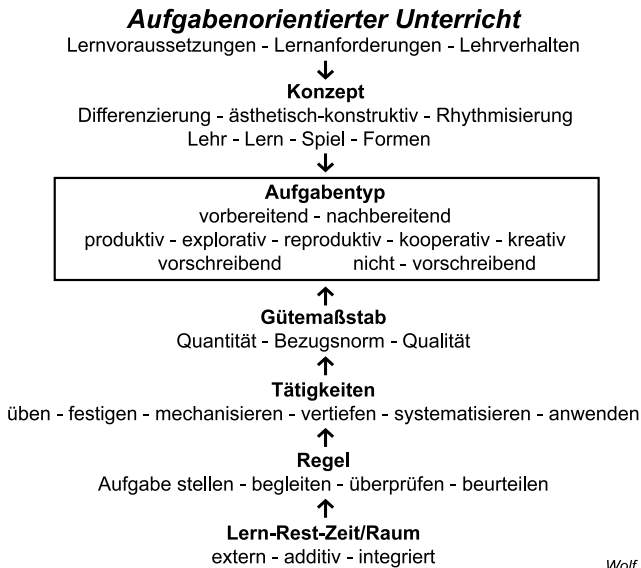 Aufgabenorientierter Unterricht
Lernvoraussetzungen - Lernanforderungen - Lehrverhalten
Konzept
Differenzierung - ästhetisch-konstruktiv - Rhythmisierung
Lehr - Lern - Spiel - Formen
Aufgabentyp
vorbereitend - nachbereitend
produktiv - explorativ - reproduktiv - kooperativ - kreativ
vorschreibend nicht - vorschreibend
Gütemaßstab
Quantität - Bezugsnorm - Qualität
Tätigkeiten
üben - festigen - mechanisieren - vertiefen - systematisieren - anwenden
Regel
Aufgabe stellen - begleiten - überprüfen - beurteilen
Lern-Rest-Zeit/Raum
extern - additiv - integriert
Wolf